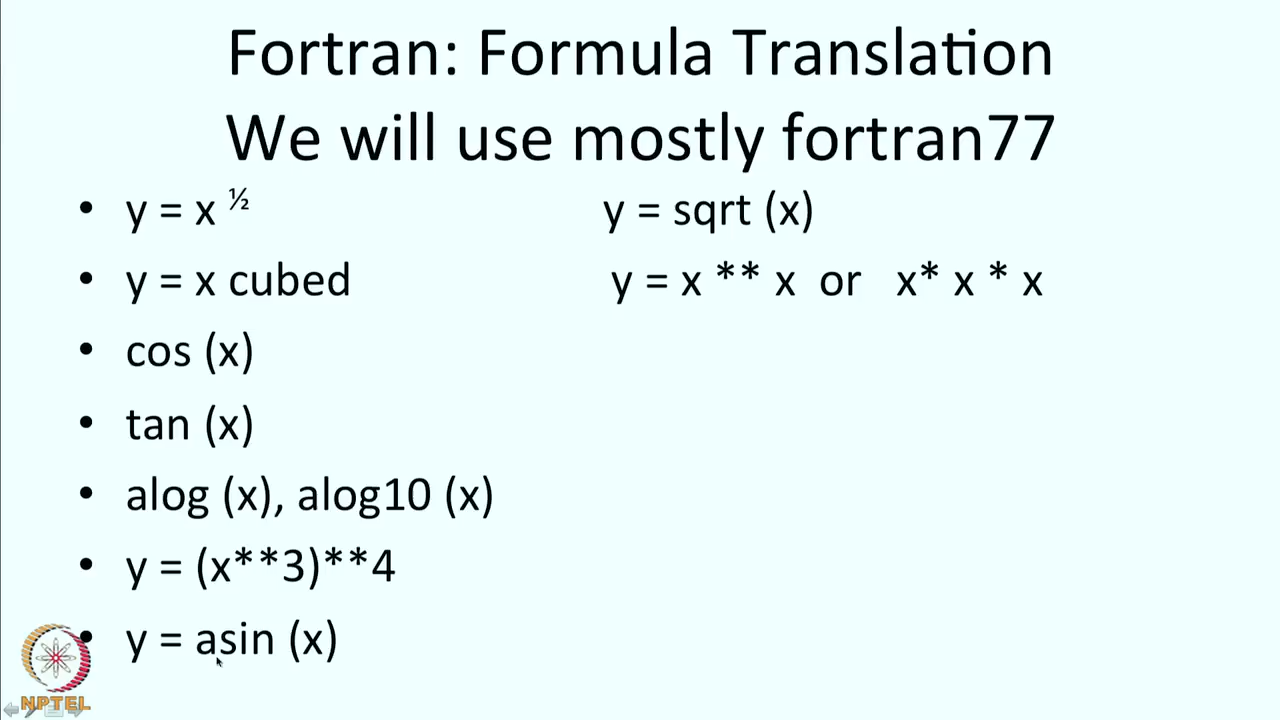 Fortran: Formula Translation
We will use mostly fortran77
• y = x ½ y = sqrt (x)
• y = x cubed y = x ** x or x* x * x
• cos (x)
• tan (x)
• alog (x), alog10 (x)
• y = (x**3)**4
• y = asin (x)
NPTEL